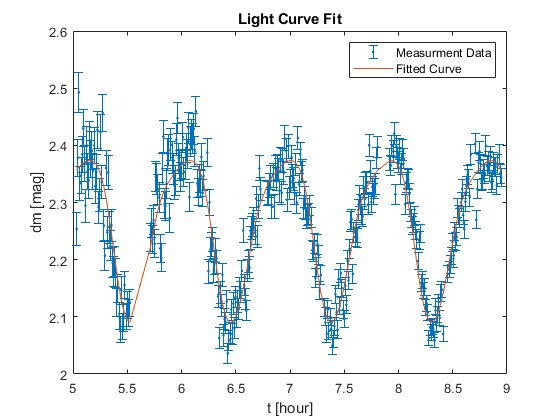 Light Curve Fit
Measurment Data
Fitted Curve
dm [mag]
2.6
2.5
2.4
2.3
2.2
2.1
2
5 5.5 6 6.5 7 7.5 8 8.5 9
t [hour]